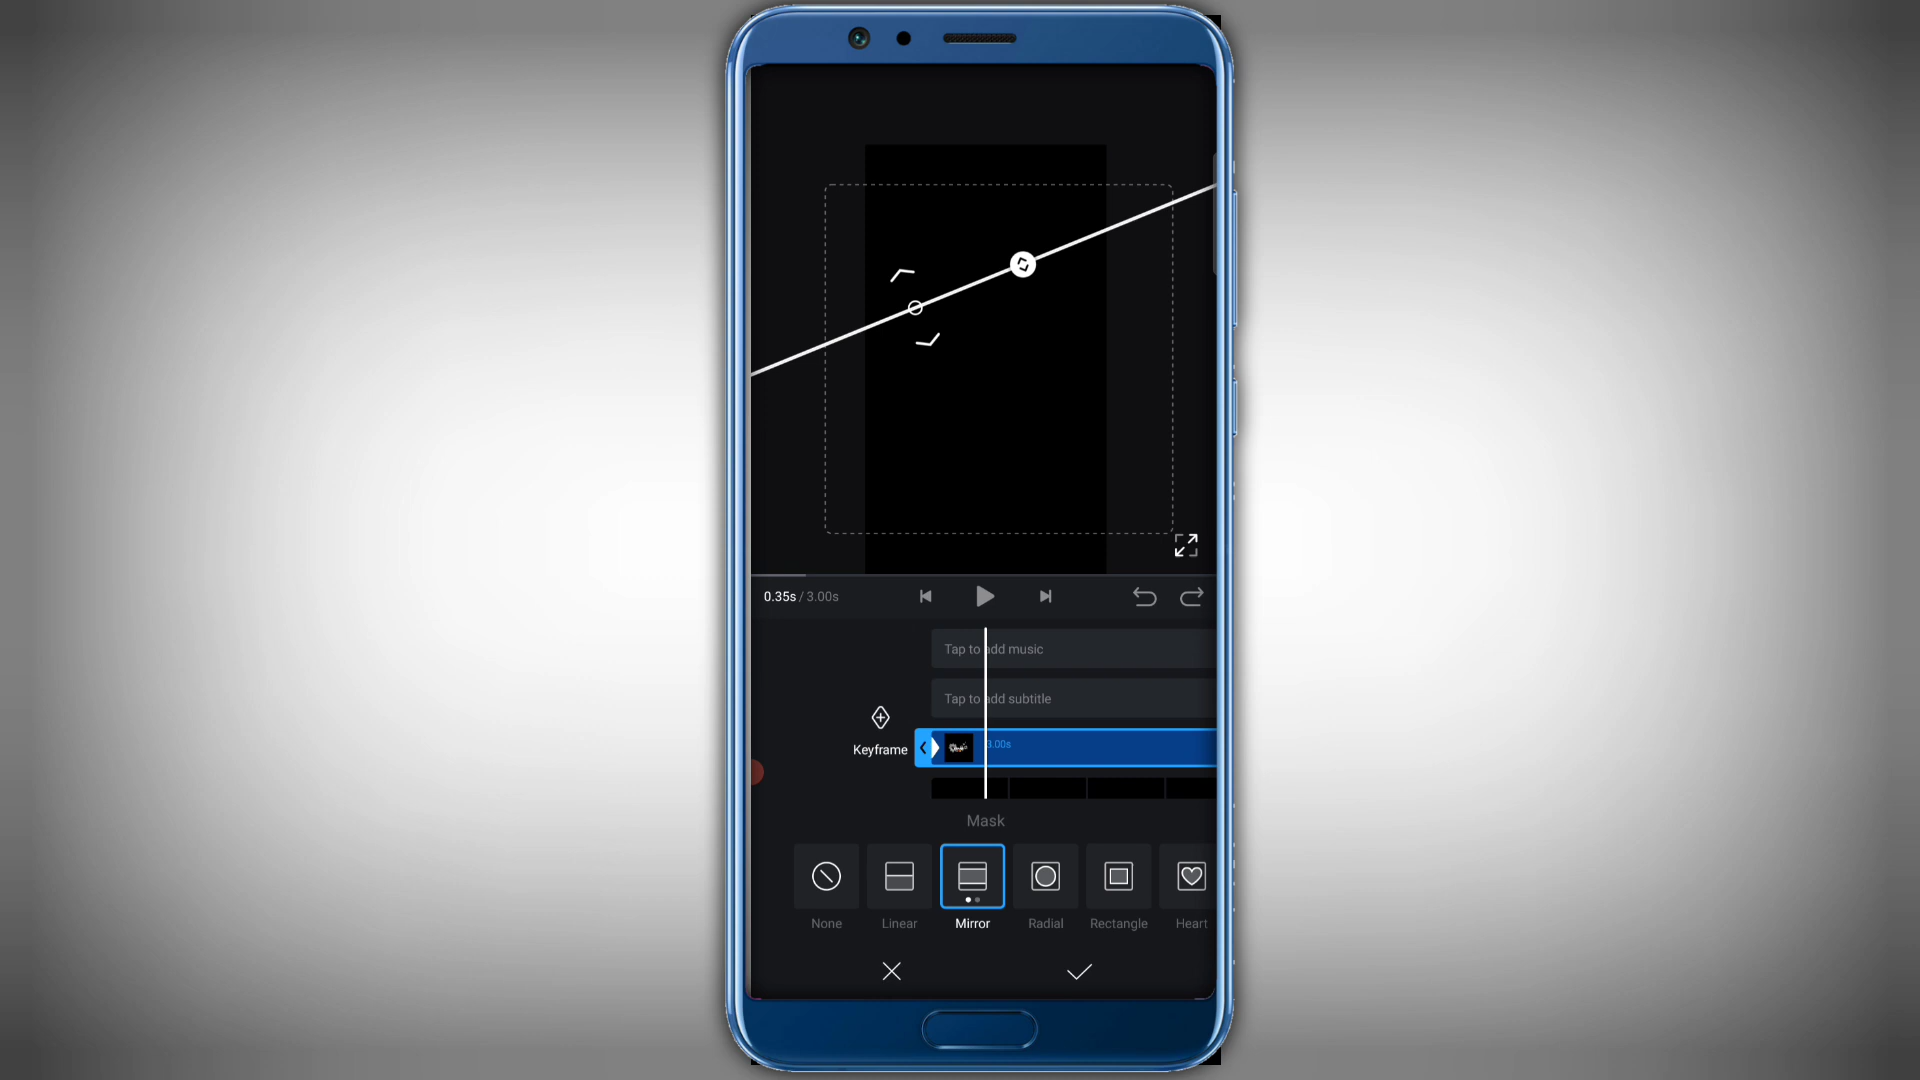 0.35s / 3.00s
Tap to add music
Tap to add subtitle
Keyframe
3.00s
Mask
None
Linear
Mirror
Radial
Rectangle
Heart